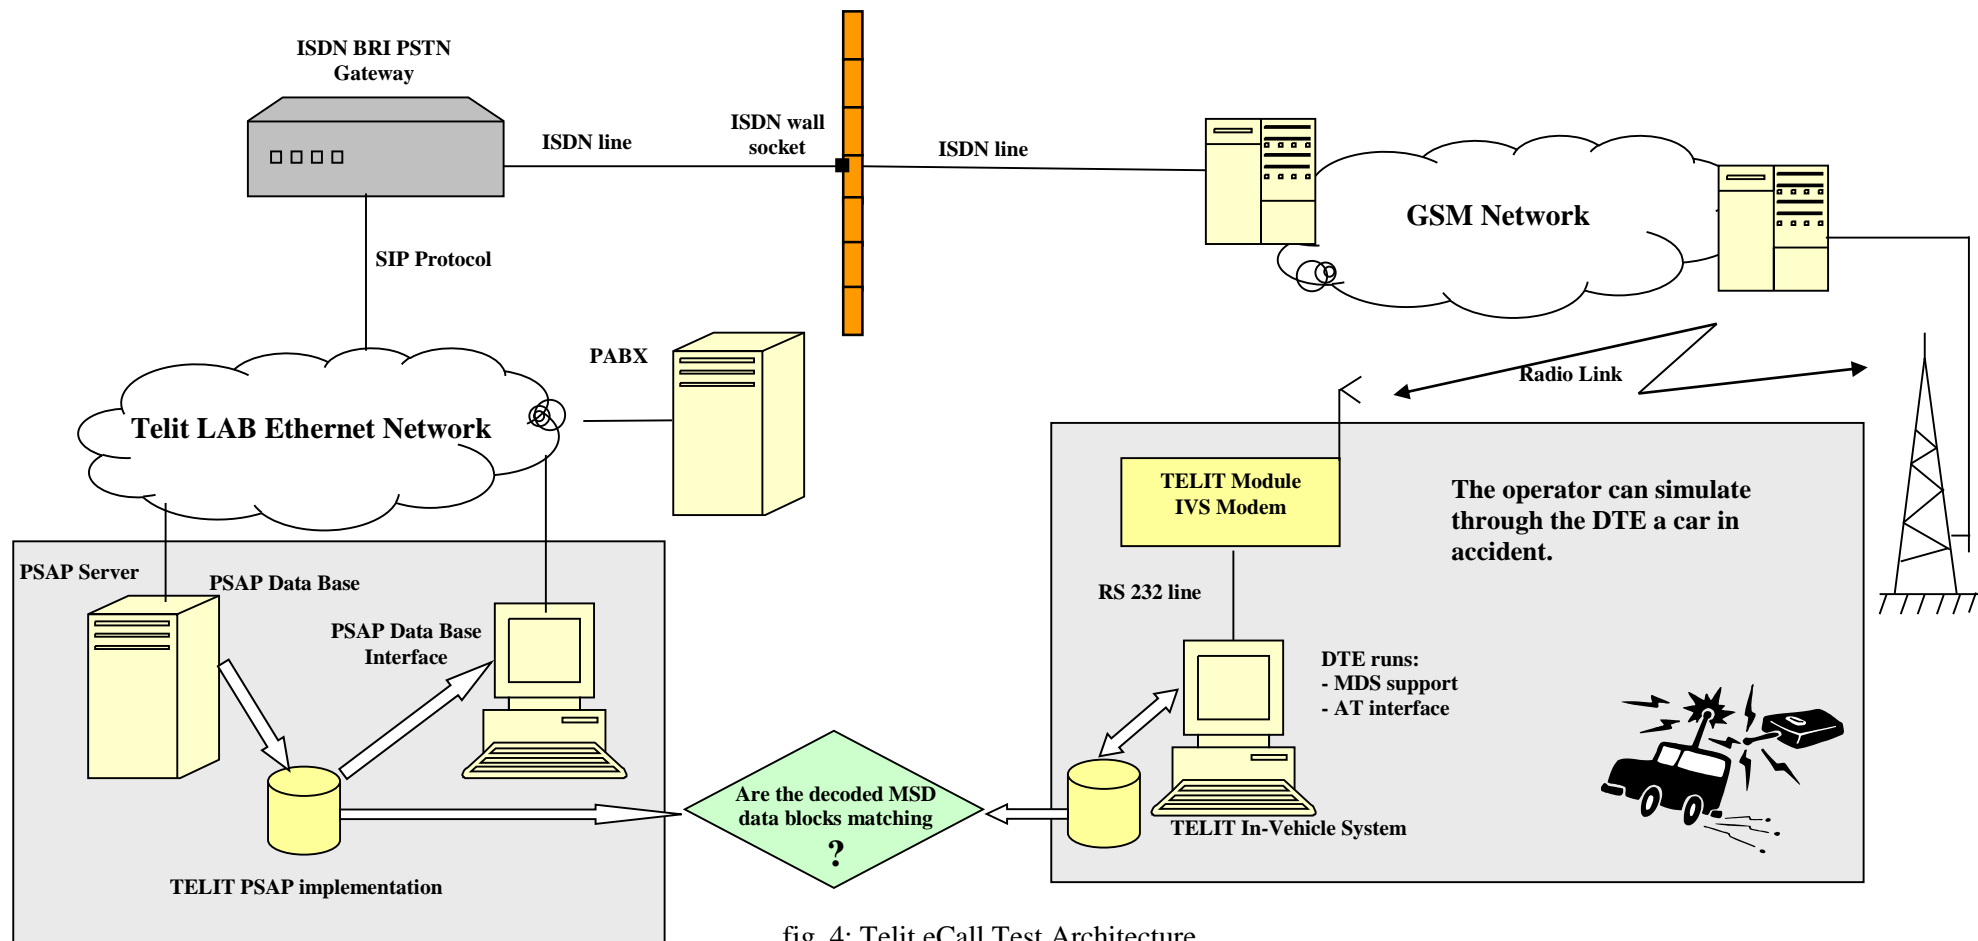 ISDN BRI PSTN
Gateway
ISDN line
ISDN wall
socket
ISDN line
GSM Network
SIP Protocol
PABX
Radio Link
Telit LAB Ethernet Network
TELIT Module
IVS Modem
The operator can simulate
through the DTE a car in
accident.
PSAP Server
PSAP Data Base
RS 232 line
PSAP Data Base
Interface
DTE runs:
- MDS support
- AT interface
Are the decoded MSD
data blocks matching
?
TELIT In-Vehicle System
TELIT PSAP implementation
fig. 4: Telit eCall Test Architecture